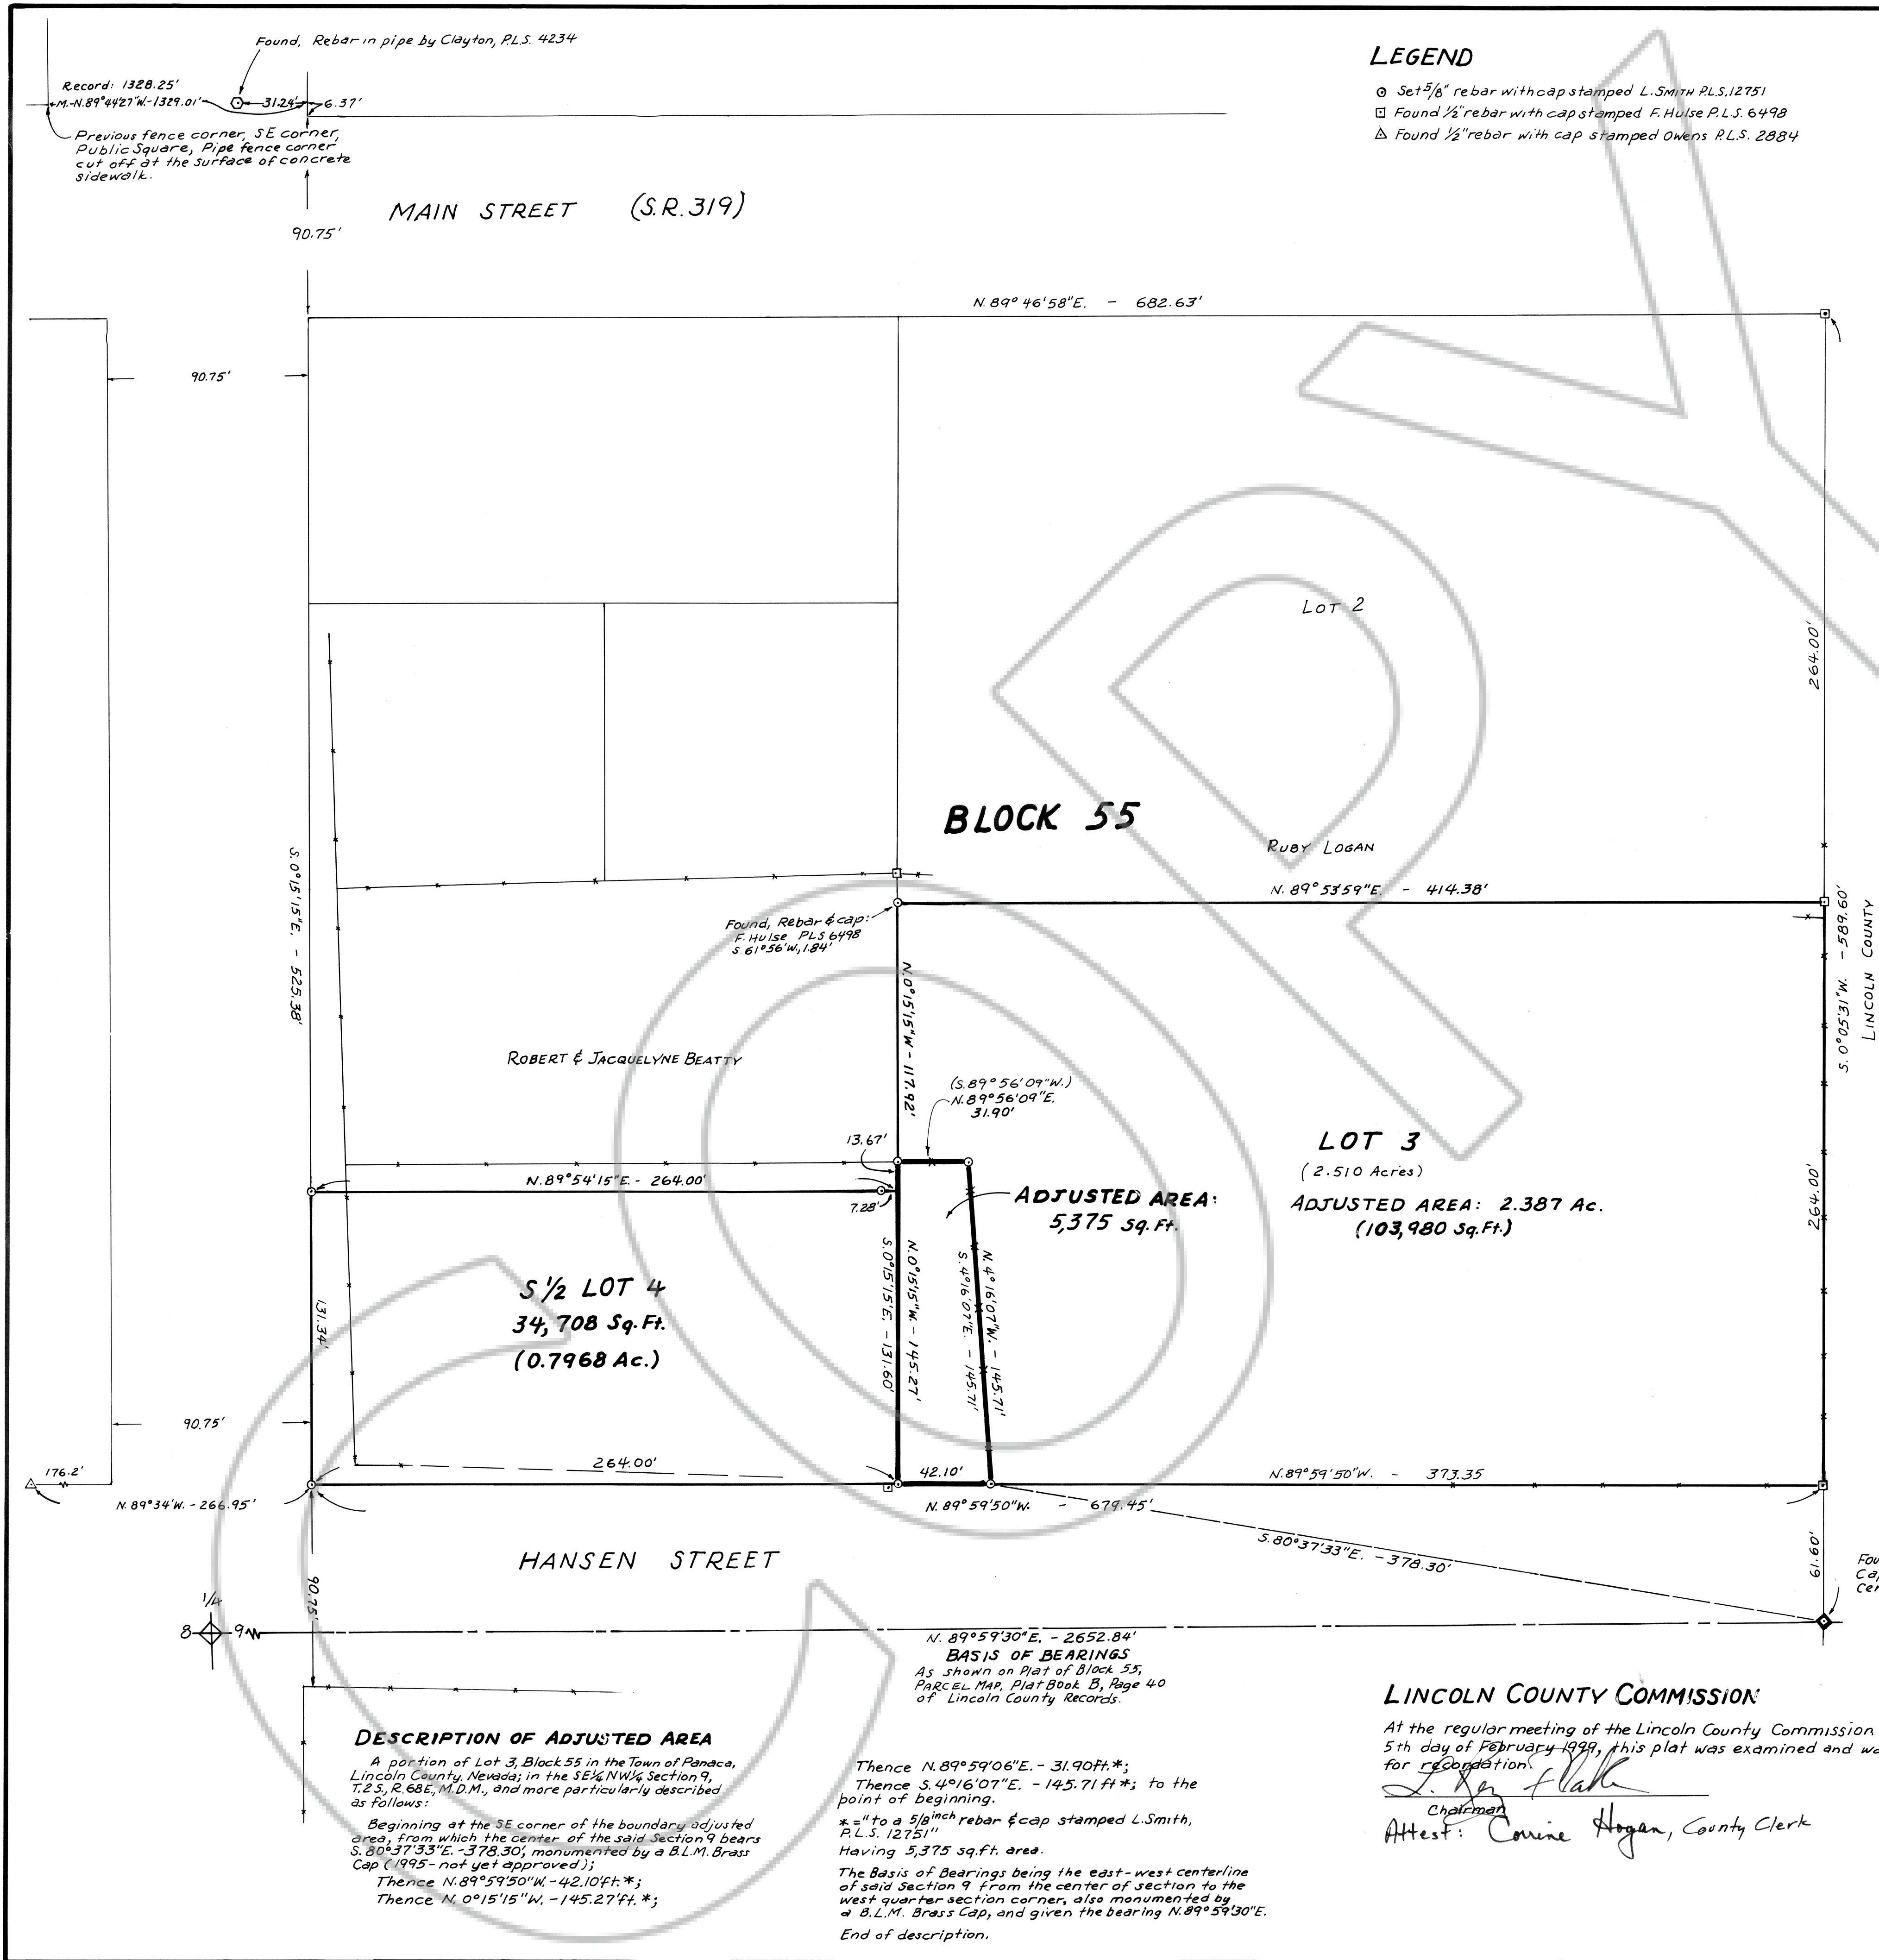 Found, Rebar in pipe by Clayton, P.L.S. 4234
Record: 1328.25'
M.-N.89°44'27"W.-1329.01'
31.24'
6.37'
Previous fence corner, SE corner,
Public Square, Pipe fence corner
cut off at the surface of concrete
sidewalk.
LEGEND
Set 5/8" rebar with cap stamped L.SMITH P.L.S.12751
Found 1/2" rebar with cap stamped F. Hulse P.L.S. 6498
Found 1/2" rebar with cap stamped Owens P.L.S. 2884
MAIN STREET (S.R.319)
90.75'
N.89°46'58"E. - 682.63'
90.75'
LOT 2
264.00'
BLOCK 55
RUBY LOGAN
N. 89°53'59"E. - 414.38'
S.0°15'15"E. - 525.38'
Found, Rebar & cap:
F. Hulse PLS 6498
S.61°56'W., 1.84'
N.0°15'15"W - 117.92'
S.0°05'31"W. - 589.60'
LINCOLN COUNTY
ROBERT & JACQUELYNE BEATTY
(S.89°56'09"W.)
N.89°56'09"E.
31.90'
13.67'
LOT 3
(2.510 Acres)
ADJUSTED AREA: 2.387 Ac.
(103,980 Sq.Ft.)
264.00'
N.89°54'15"E.- 264.00'
7.28'
ADJUSTED AREA:
5,375 Sq.Ft.
S 1/2 LOT 4
34,708 Sq.Ft.
(0.7968 Ac.)
131.34'
S.0°15'15"E. - 131.60'
N.0°15'15"W. - 145.27'
S.4°16'07"E. - 145.71'
N.4°16'07"W. - 145.71'
90.75'
176.2'
264.00'
42.10'
N.89°59'50"W. - 373.35
N.89°34'W. - 266.95'
N.89°59'50"W. - 679.45'
HANSEN STREET
S.80°37'33"E. - 378.30'
61.60'
90.75'
1/4
8
9
N. 89°59'30"E. - 2652.84'
BASIS OF BEARINGS
As shown on Plat of Block 55,
PARCEL MAP, Plat Book B, Page 40
of Lincoln County Records.
DESCRIPTION OF ADJUSTED AREA
A portion of Lot 3, Block 55 in the Town of Panaca,
Lincoln County, Nevada; in the SE1/4 NW1/4 Section 9,
T.2S., R.68E., M.D.M., and more particularly described
as follows:
Beginning at the SE corner of the boundary adjusted
area, from which the center of the said Section 9 bears
S.80°37'33"E. - 378.30', monumented by a B.L.M. Brass
Cap (1995 - not yet approved);
Thence N.89°59'50"W. - 42.10'ft.*;
Thence N.0°15'15"W. - 145.27'ft.*;
Thence N.89°59'06"E. - 31.90ft.*;
Thence S.4°16'07"E. - 145.71 ft*; to the
point of beginning.
* = "to a 5/8 inch rebar & cap stamped L.Smith,
P.L.S. 12751"
Having 5,375 sq.ft. area.
The Basis of Bearings being the east-west centerline
of said Section 9 from the center of section to the
west quarter section corner, also monumented by
a B.L.M. Brass Cap, and given the bearing N.89°59'30"E.
End of description.
LINCOLN COUNTY COMMISSION
At the regular meeting of the Lincoln County Commission
5th day of February 1999, this plat was examined and wa
for recordation.
Chairman
Attest: Corrine Hogan, County Clerk
COPY